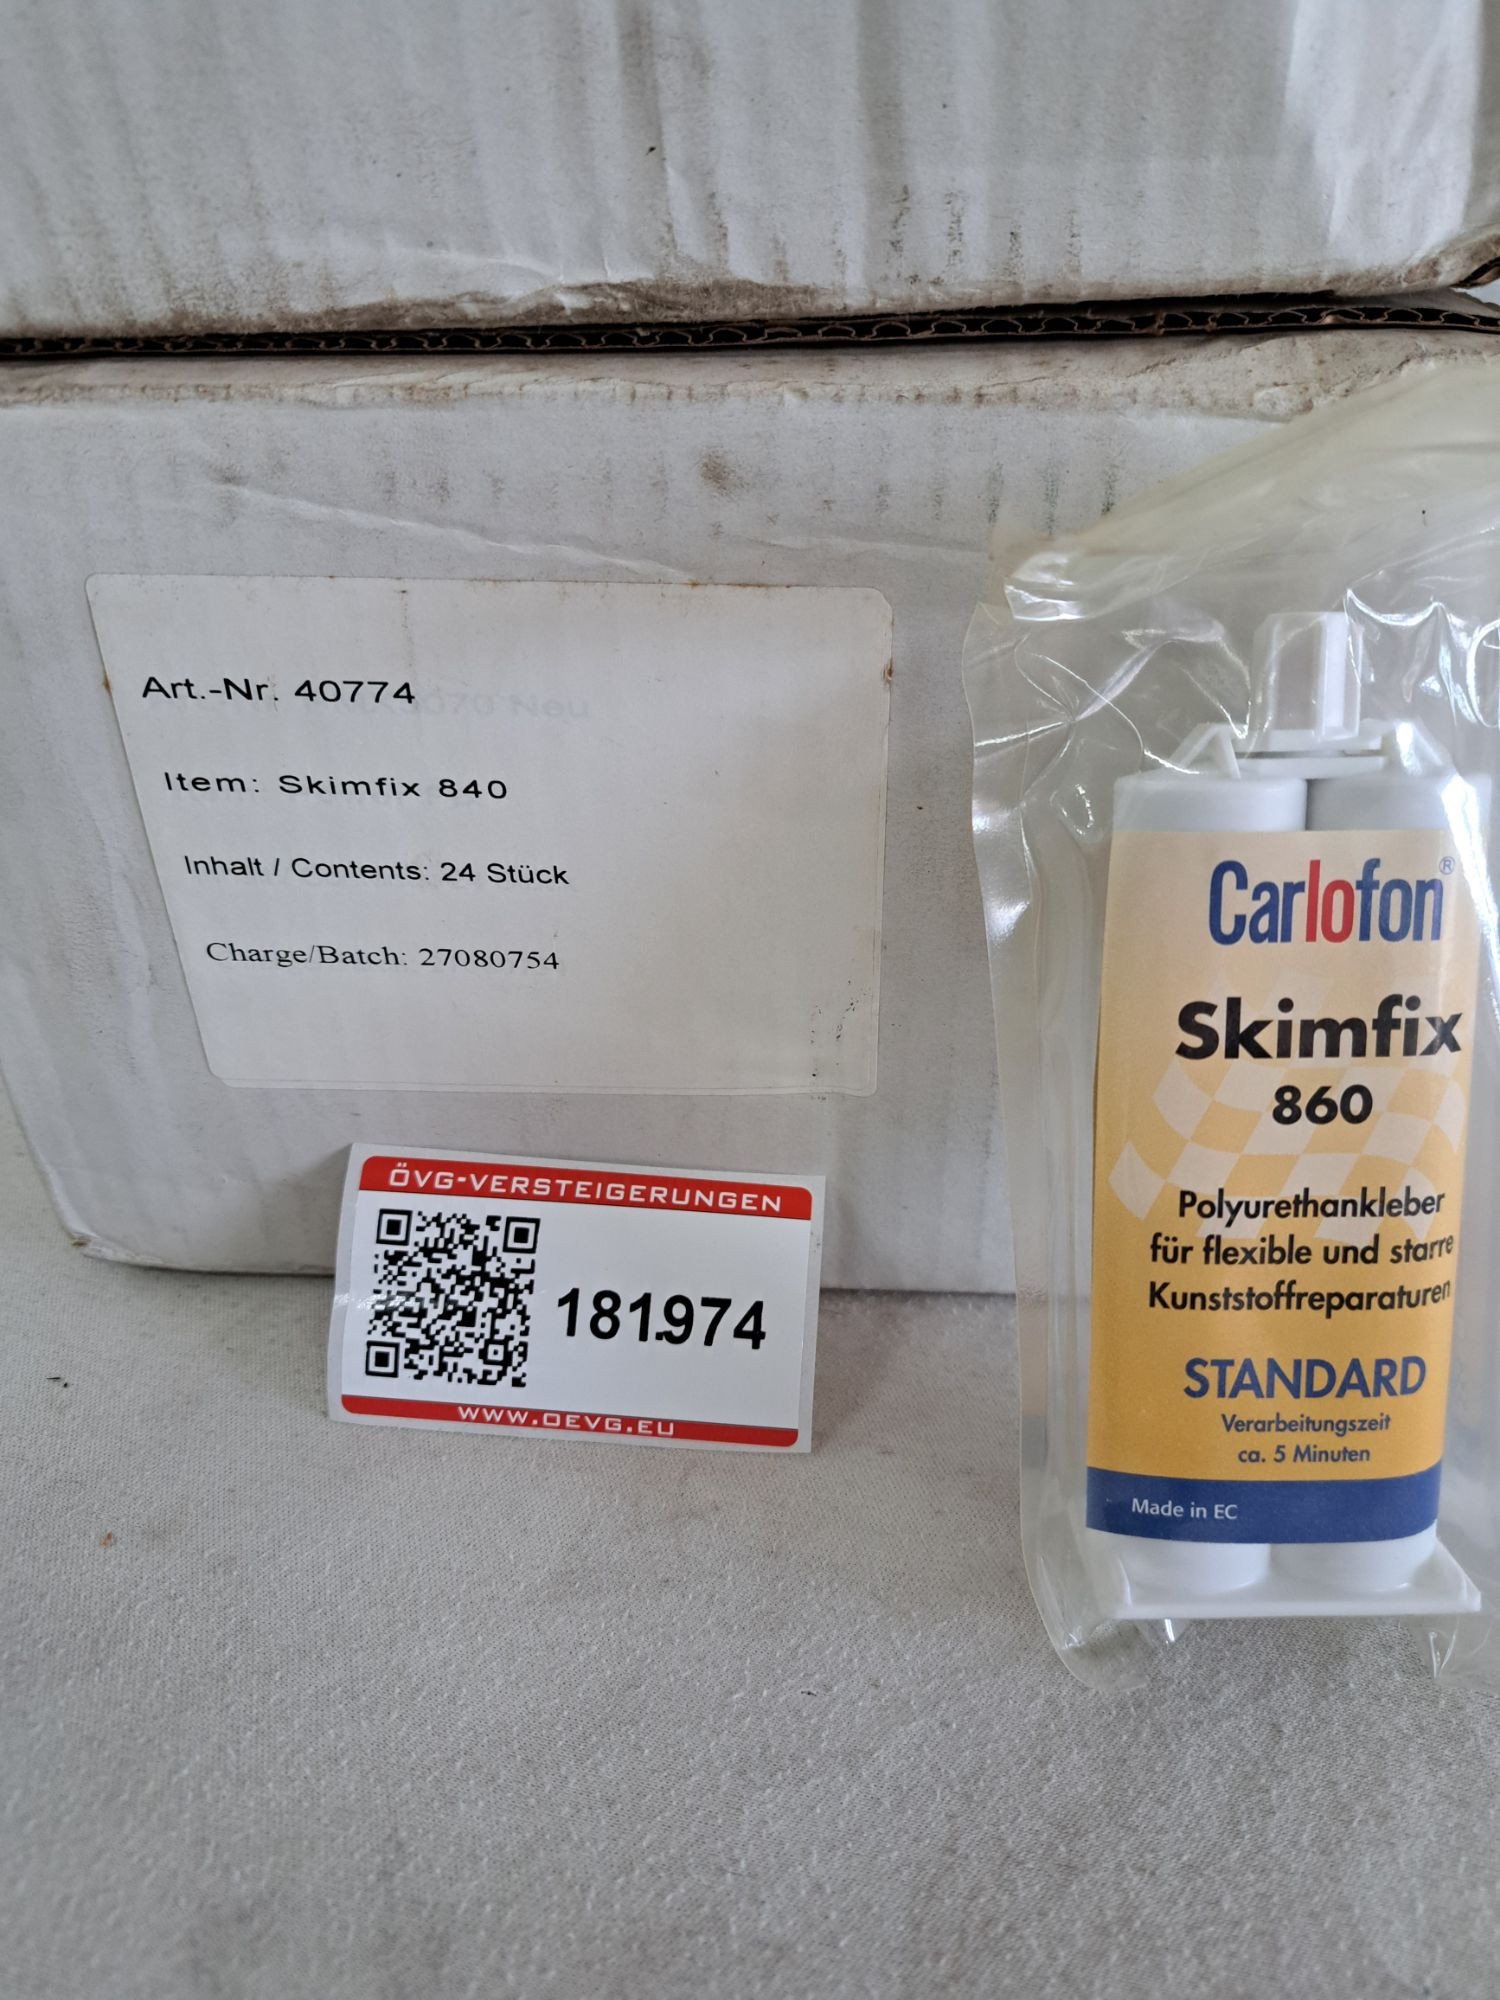 Art.-Nr. 40774
Item: Skimfix 840
Inhalt / Contents: 24 Stück
Charge/Batch: 27080754
ÖVG-VERSTEIGERUNGEN
181.974
WWW.OEVG.EU
Carlofon®
Skimfix
860
Polyurethankleber
für flexible und starre
Kunststoffreparaturen
STANDARD
Verarbeitungszeit
ca. 5 Minuten
Made in EC